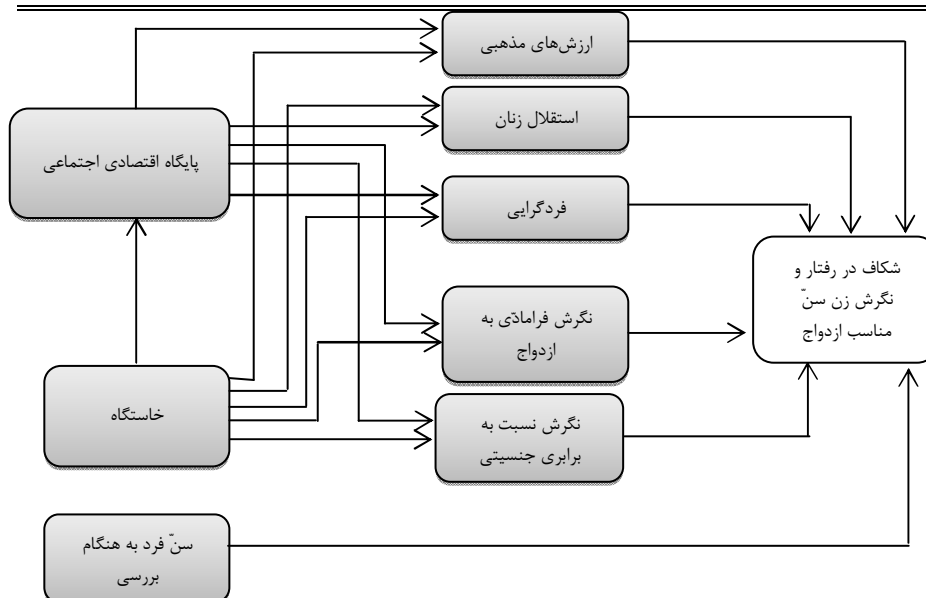 ارزش‌های مذهبی
استقلال زنان
پایگاه اقتصادی اجتماعی
فردگرایی
شکاف در رفتار و
نگرش زن سنّ
مناسب ازدواج
نگرش فرامادّی به
ازدواج
خاستگاه
نگرش نسبت به
برابری جنسیتی
سنّ فرد به هنگام
بررسی